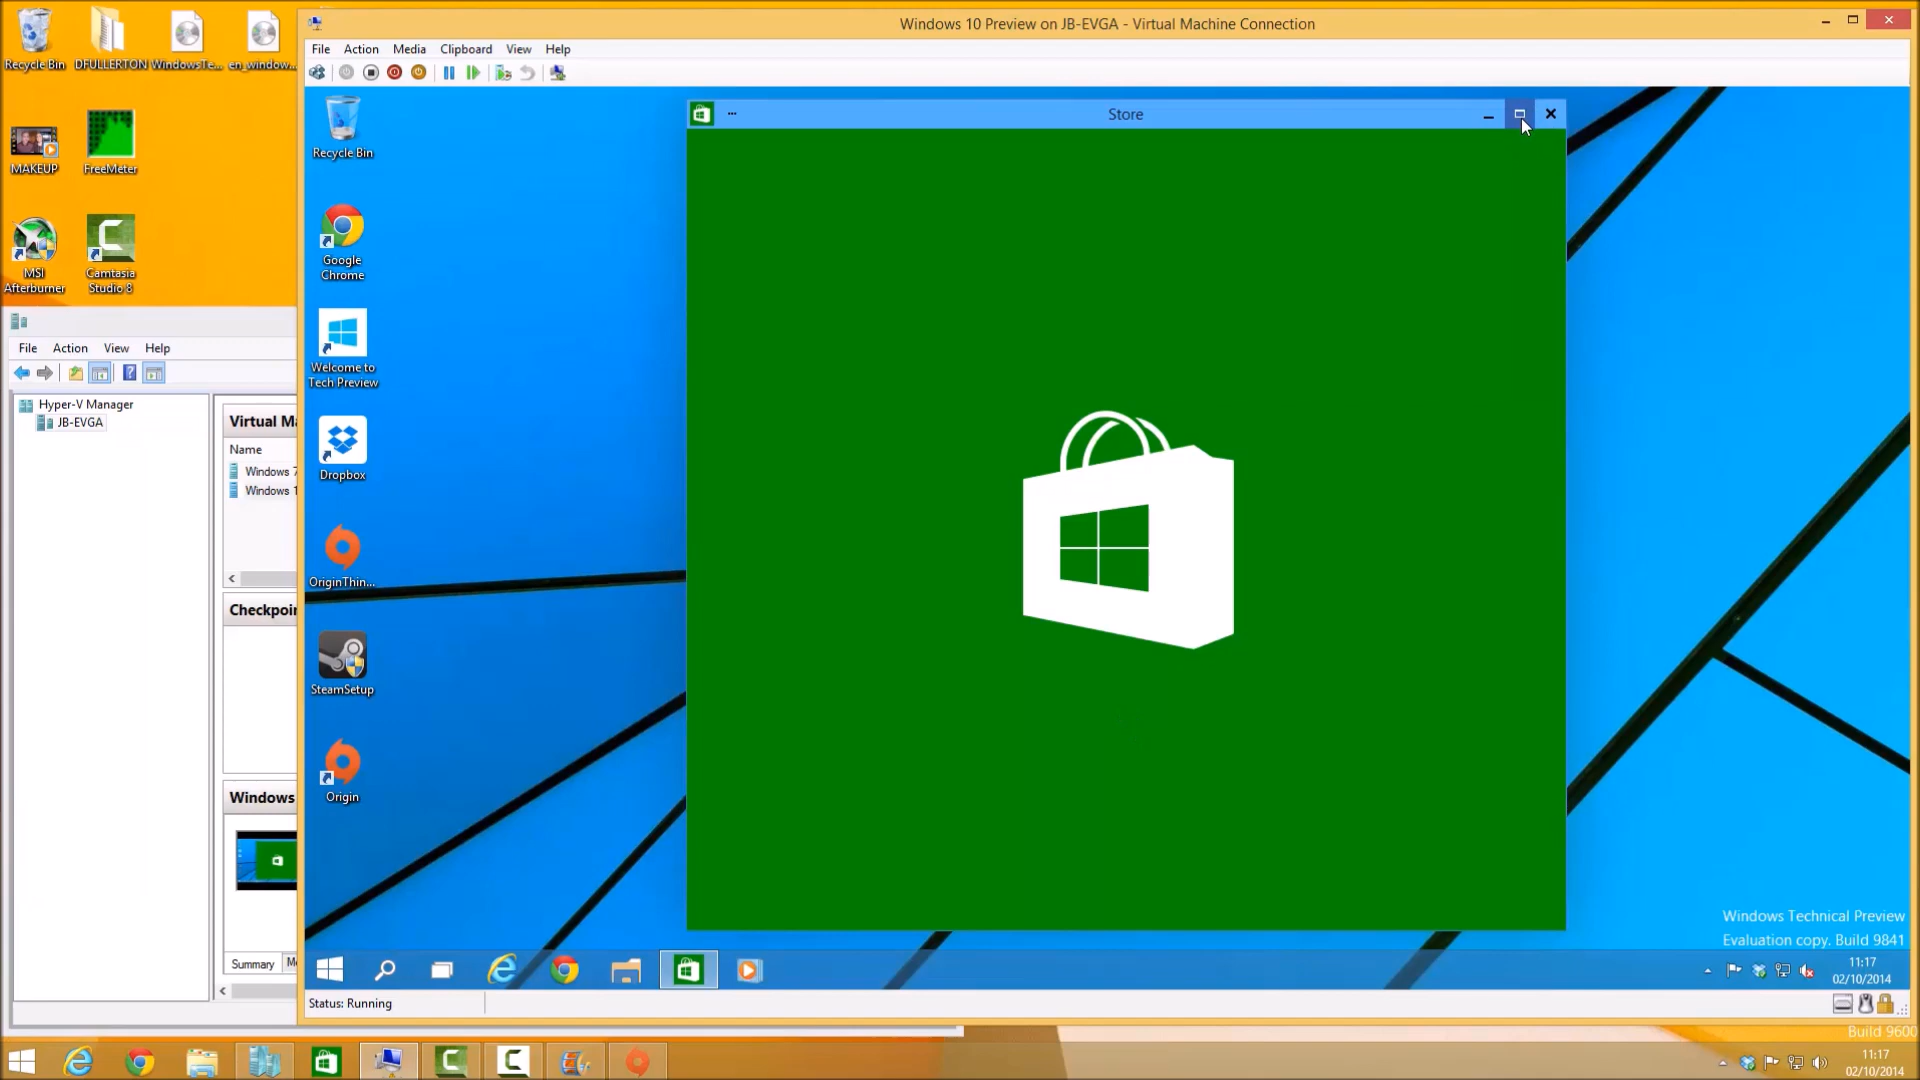 Windows 10 Preview on JB-EVGA - Virtual Machine Connection
File Action Media Clipboard View Help
Recycle Bin
DFULLERTON
WindowsTe...
en_window...
MAKEUP
FreeMeter
MSI
Afterburner
Camtasia
Studio 8
File Action View Help
Hyper-V Manager
JB-EVGA
Virtual Ma
Name
Windows 7
Windows 1
Checkpoin
Windows
Summary
Me
Recycle Bin
Google
Chrome
Welcome to
Tech Preview
Dropbox
OriginThin...
SteamSetup
Origin
Store
Windows Technical Preview
Evaluation copy. Build 9841
11:17
02/10/2014
Status: Running
Build 9600
11:17
02/10/2014